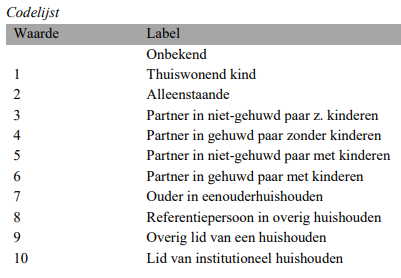 Codelijst
Waarde Label
Onbekend
1 Thuiswonend kind
2 Alleenstaande
3 Partner in niet-gehuwd paar z. kinderen
4 Partner in gehuwd paar zonder kinderen
5 Partner in niet-gehuwd paar met kinderen
6 Partner in gehuwd paar met kinderen
7 Ouder in eenouderhuishouden
8 Referentiepersoon in overig huishouden
9 Overig lid van een huishouden
10 Lid van institutioneel huishouden